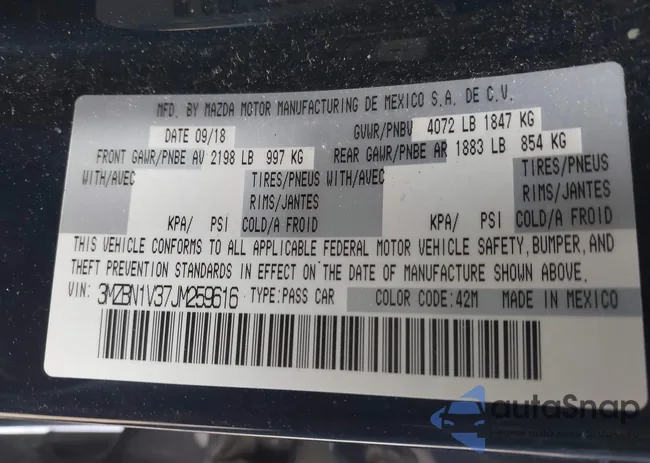 MFD. BY MAZDA MOTOR MANUFACTURING DE MEXICO S.A. DE C.V.
DATE 09/18 GVWR/PNBV 4072 LB 1847 KG
FRONT GAWR/PNBE AV 2198 LB 997 KG REAR GAWR/PNBE AR 1883 LB 854 KG
WITH/AVEC TIRES/PNEUS WITH/AVEC TIRES/PNEUS
RIMS/JANTES RIMS/JANTES
KPA/ PSI COLD/A FROID KPA/ PSI COLD/A FROID
THIS VEHICLE CONFORMS TO ALL APPLICABLE FEDERAL MOTOR VEHICLE SAFETY, BUMPER, AND
THEFT PREVENTION STANDARDS IN EFFECT ON THE DATE OF MANUFACTURE SHOWN ABOVE.
VIN: 3MZBN1V37JM259616 TYPE:PASS CAR COLOR CODE:42M MADE IN MEXICO
autoSnap